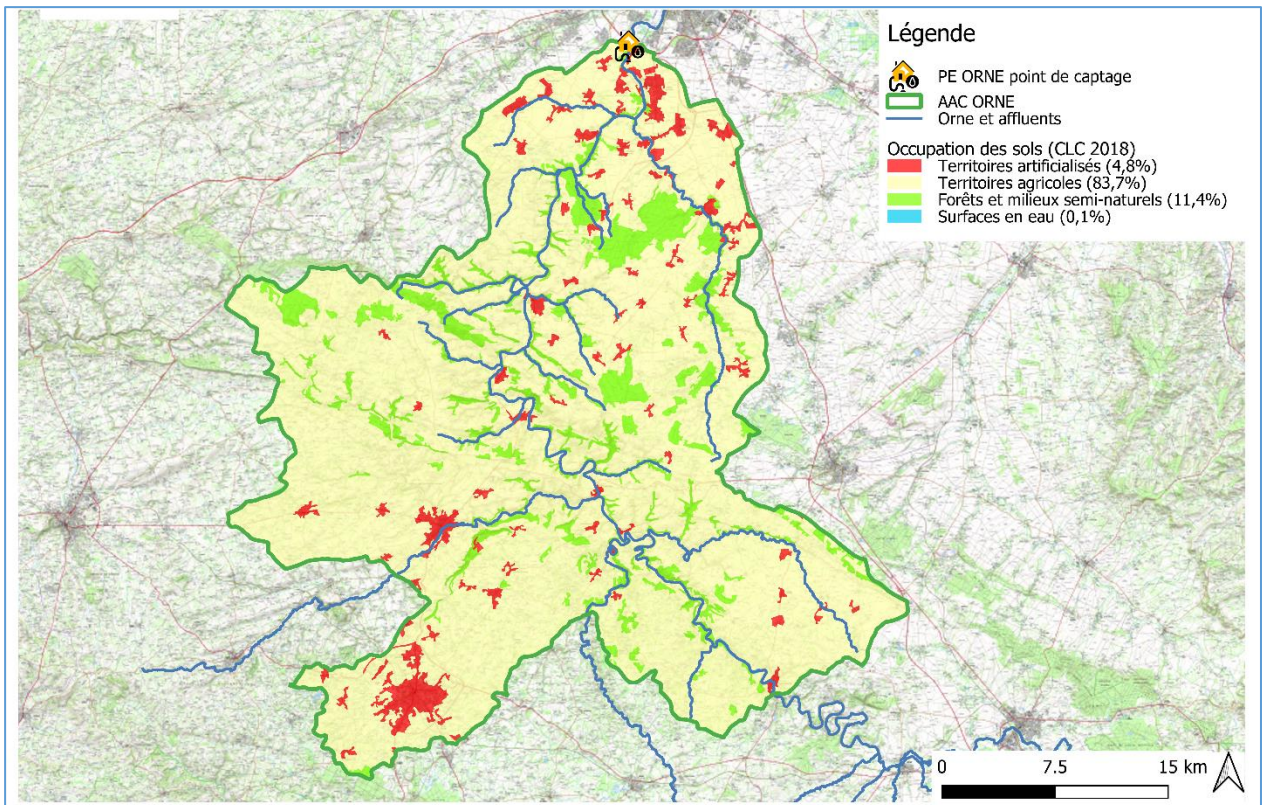 Légende
PE ORNE point de captage
AAC ORNE
Orne et affluents
Occupation des sols (CLC 2018)
Territoires artificialisés (4,8%)
Territoires agricoles (83,7%)
Forêts et milieux semi-naturels (11,4%)
Surfaces en eau (0,1%)
0 7.5 15 km